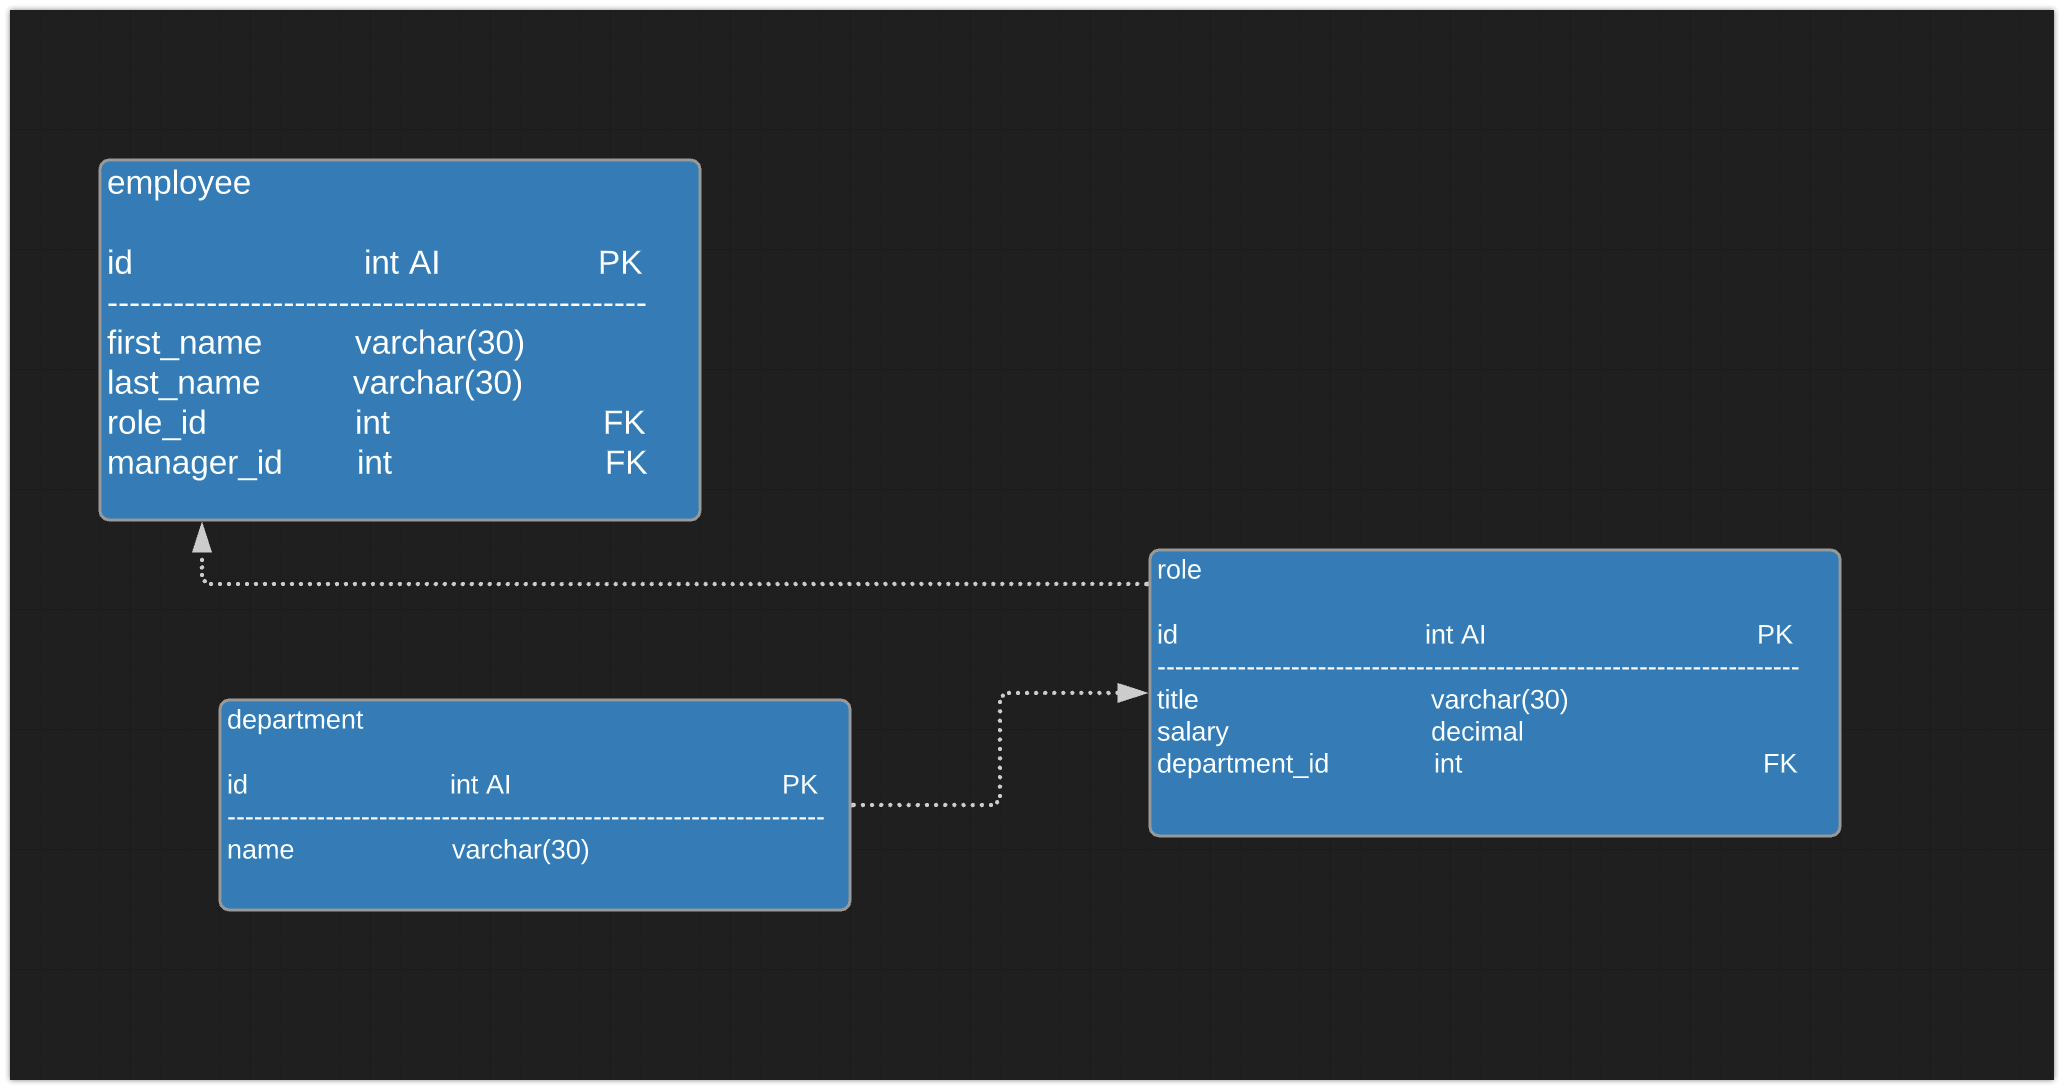 employee
id int AI PK
-------------------------------------------------
first_name varchar(30)
last_name varchar(30)
role_id int FK
manager_id int FK
role
id int AI PK
------------------------------------------------------------------------
title varchar(30)
salary decimal
department_id int FK
department
id int AI PK
-------------------------------------------------------------------
name varchar(30)